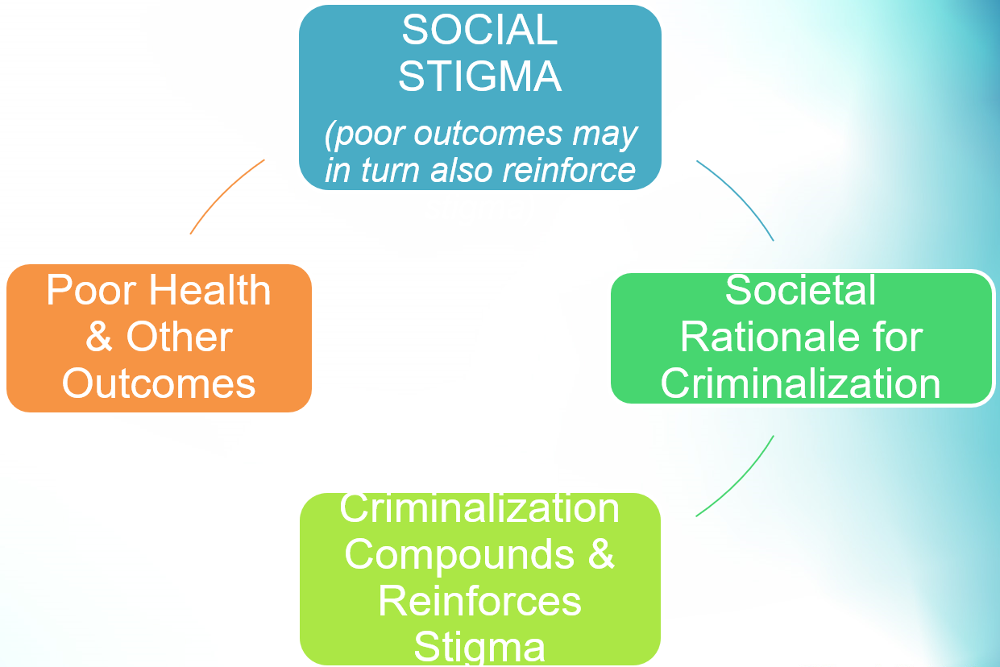 SOCIAL
STIGMA
(poor outcomes may
in turn also reinforce
Poor Health
& Other
Outcomes
Societal
Rationale for
Criminalization
Criminalization
Compounds &
Reinforces
Stigma